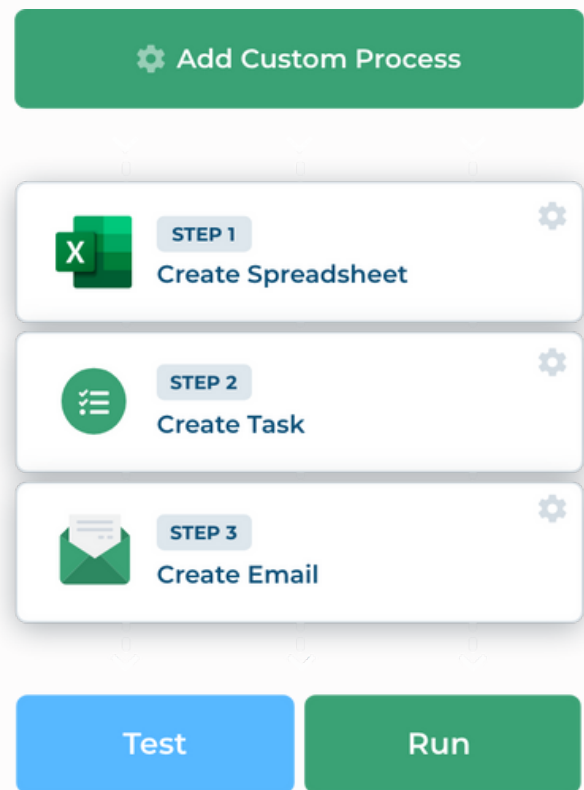 Add Custom Process
X
STEP 1
Create Spreadsheet
STEP 2
Create Task
STEP 3
Create Email
Test
Run